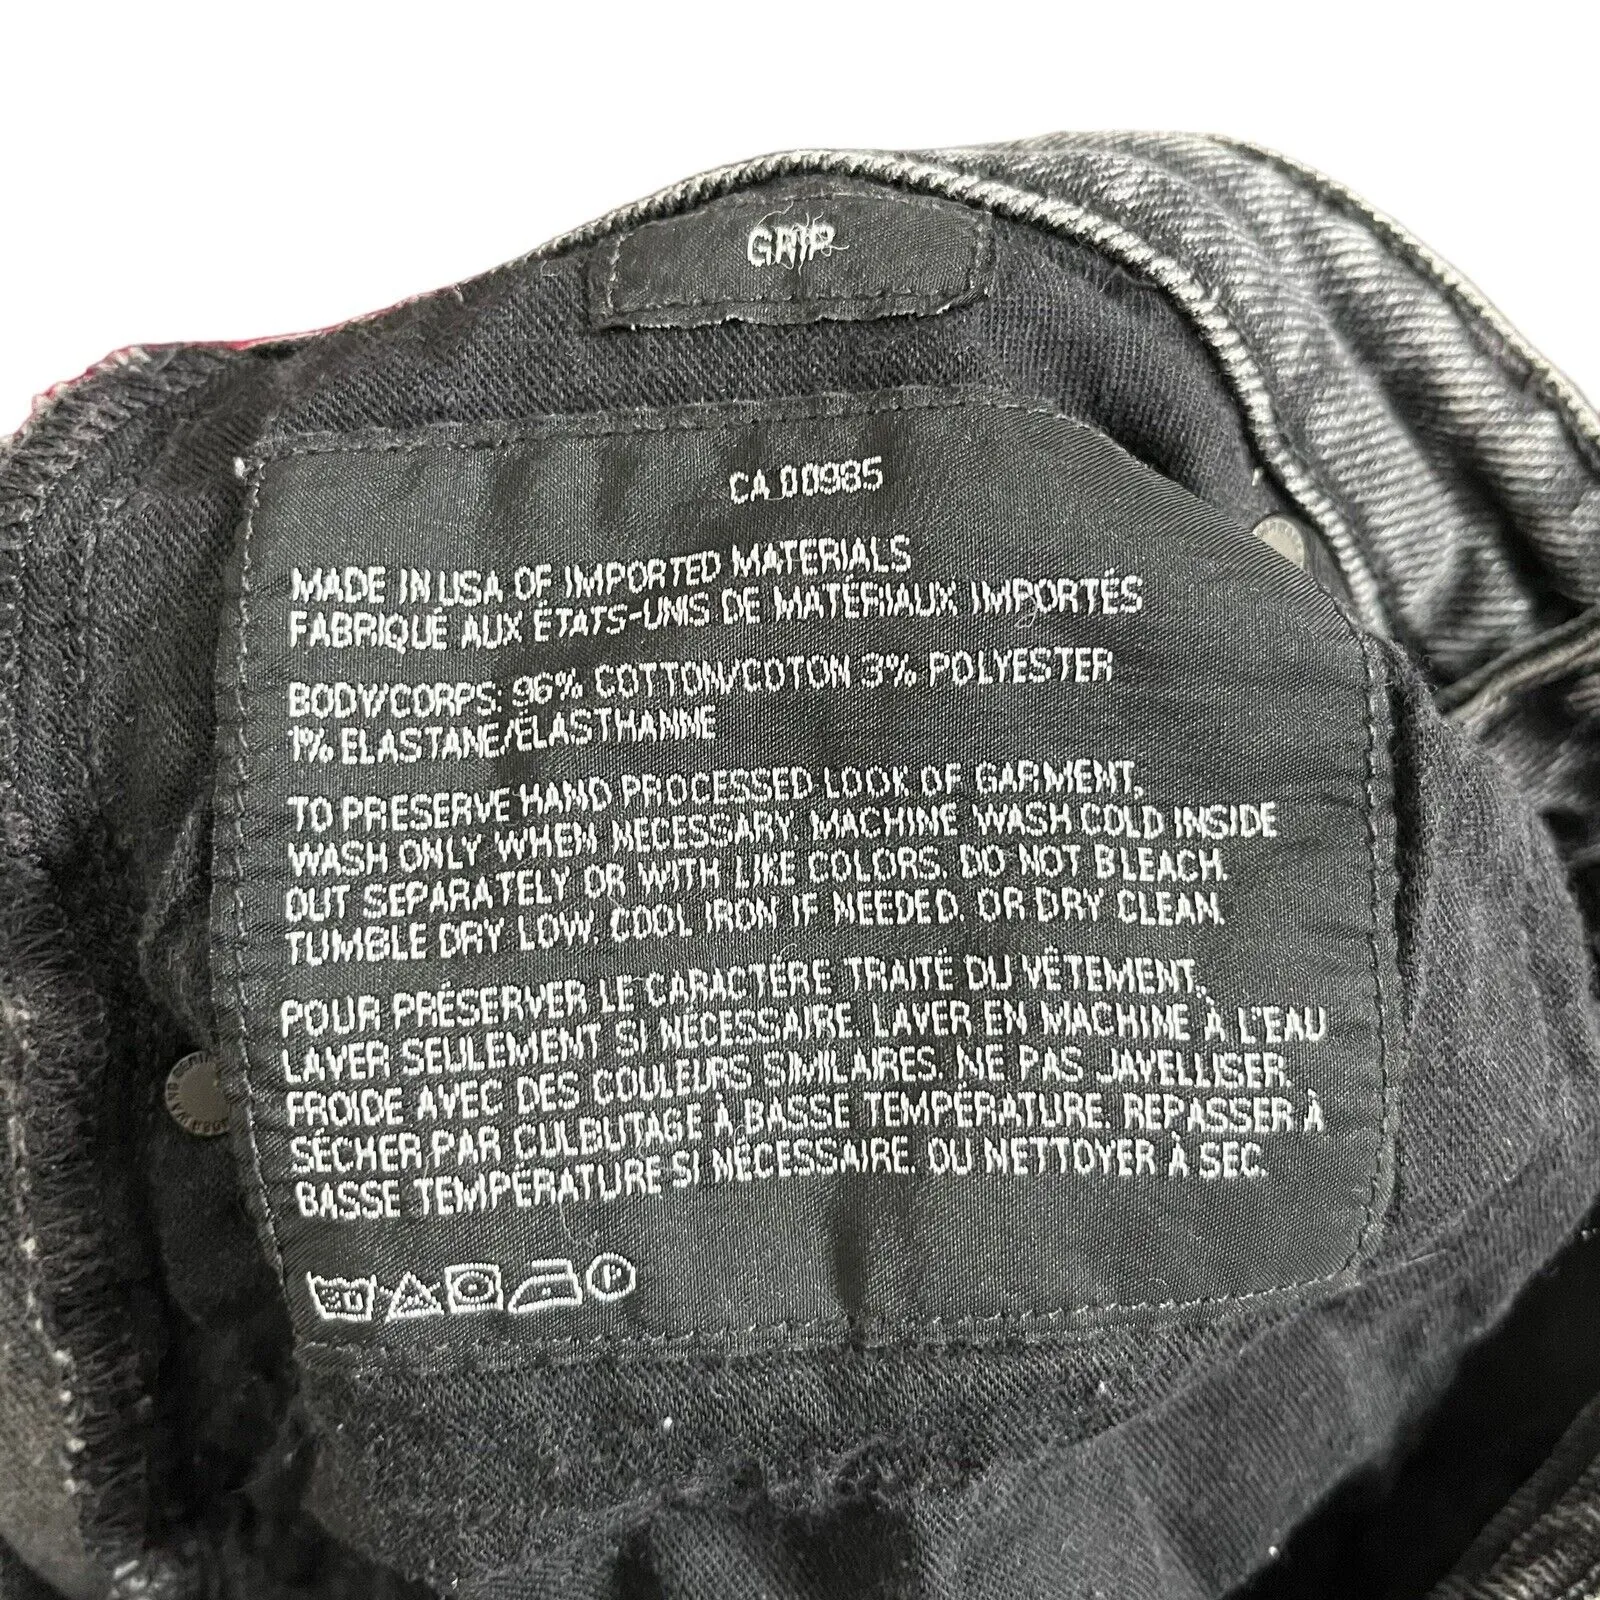 GRIP
CA 00985
MADE IN USA OF IMPORTED MATERIALS
FABRIQUÉ AUX ÉTATS-UNIS DE MATÉRIAUX IMPORTÉS
BODY/CORPS: 96% COTTON/COTON 3% POLYESTER
1% ELASTANE/ÉLASTHANNE
TO PRESERVE HAND PROCESSED LOOK OF GARMENT,
WASH ONLY WHEN NECESSARY. MACHINE WASH COLD INSIDE
OUT SEPARATELY OR WITH LIKE COLORS. DO NOT BLEACH.
TUMBLE DRY LOW. COOL IRON IF NEEDED. OR DRY CLEAN.
POUR PRÉSERVER LE CARACTÉRE TRAITÉ DU VÊTEMENT,
LAVER SEULEMENT SI NÉCESSAIRE. LAVER EN MACHINE À L'EAU
FROIDE AVEC DES COULEURS SIMILAIRES. NE PAS JAVELLISER.
SÉCHER PAR CULBUTAGE À BASSE TEMPÉRATURE. REPASSER À
BASSE TEMPÉRATURE SI NÉCESSAIRE. OU NETTOYER À SEC.
30 P